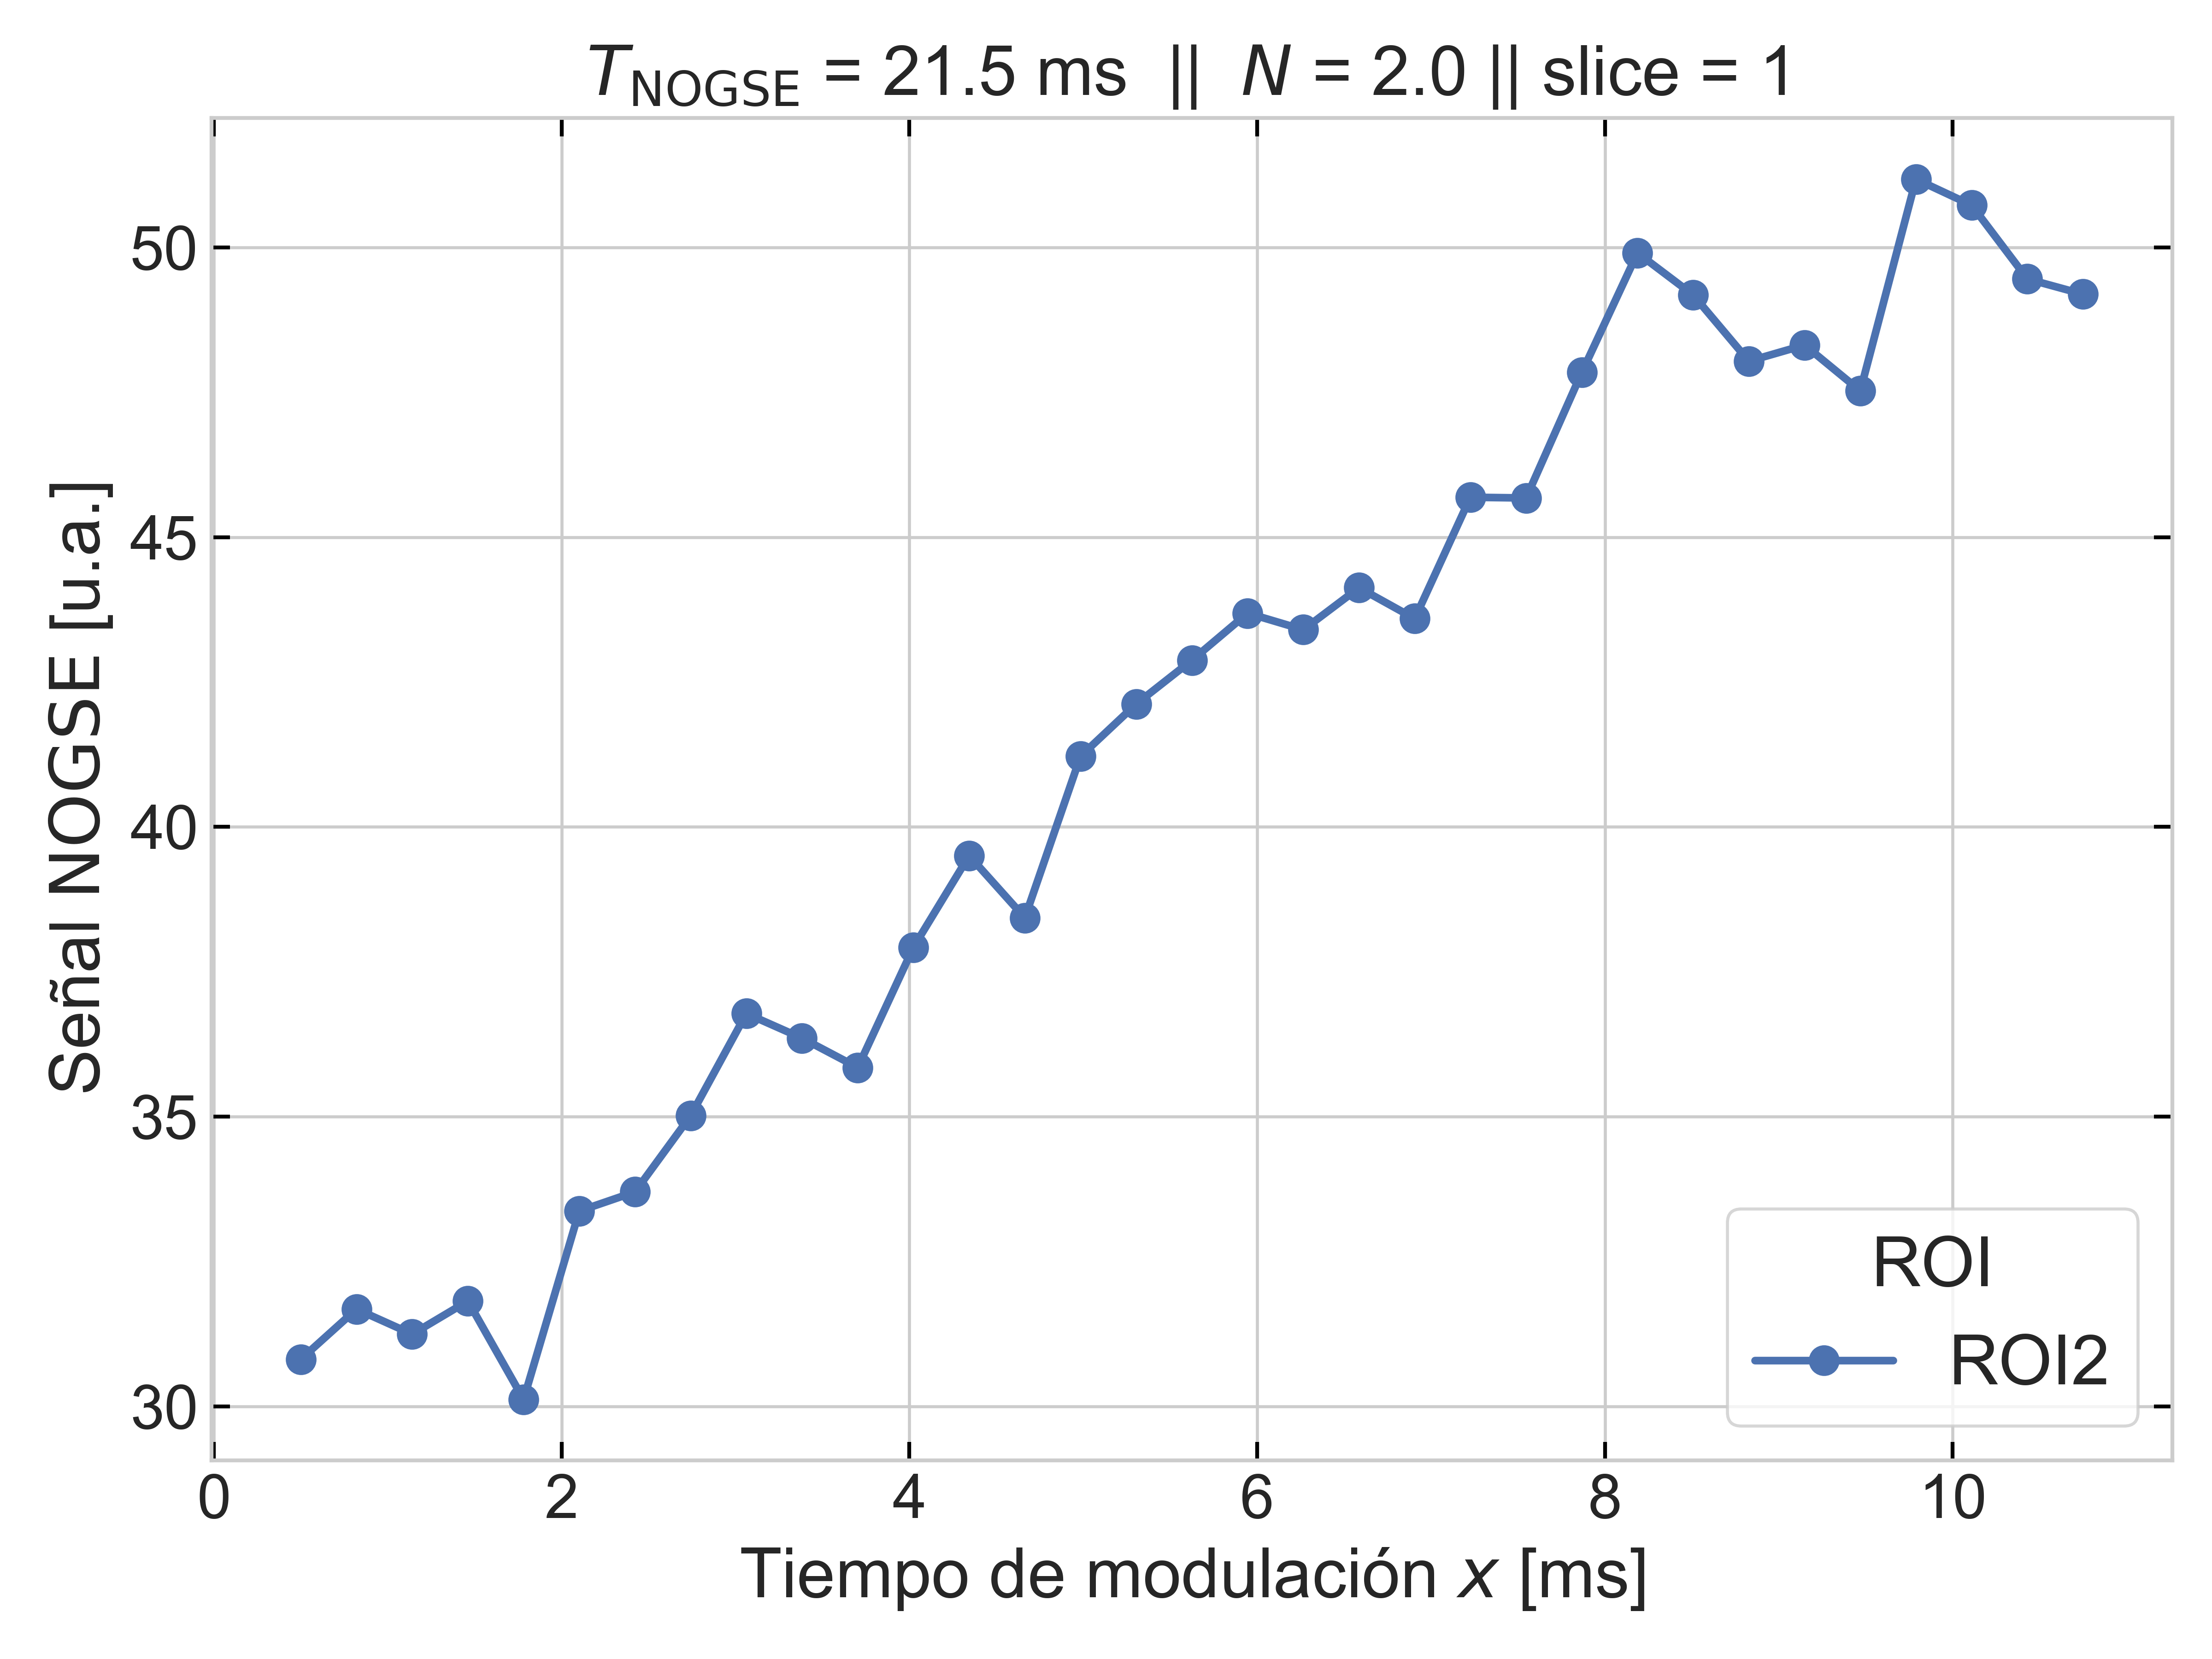 T_NOGSE = 21.5 ms || N = 2.0 || slice = 1
Señal NOGSE [u.a.]
50
45
40
35
30
ROI
ROI2
0 2 4 6 8 10
Tiempo de modulación x [ms]